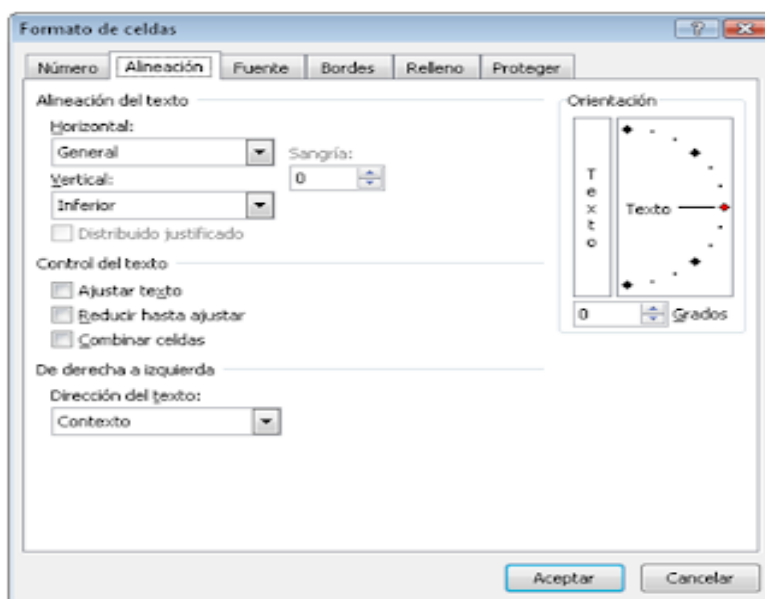 Formato de celdas
Número Alineación Fuente Bordes Relleno Proteger
Alineación del texto
Horizontal:
General
Sangría:
0
Vertical:
Inferior
Distribuido justificado
Control del texto
Ajustar texto
Reducir hasta ajustar
Combinar celdas
De derecha a izquierda
Dirección del texto:
Contexto
Orientación
Texto
Texto
0 Grados
Aceptar Cancelar